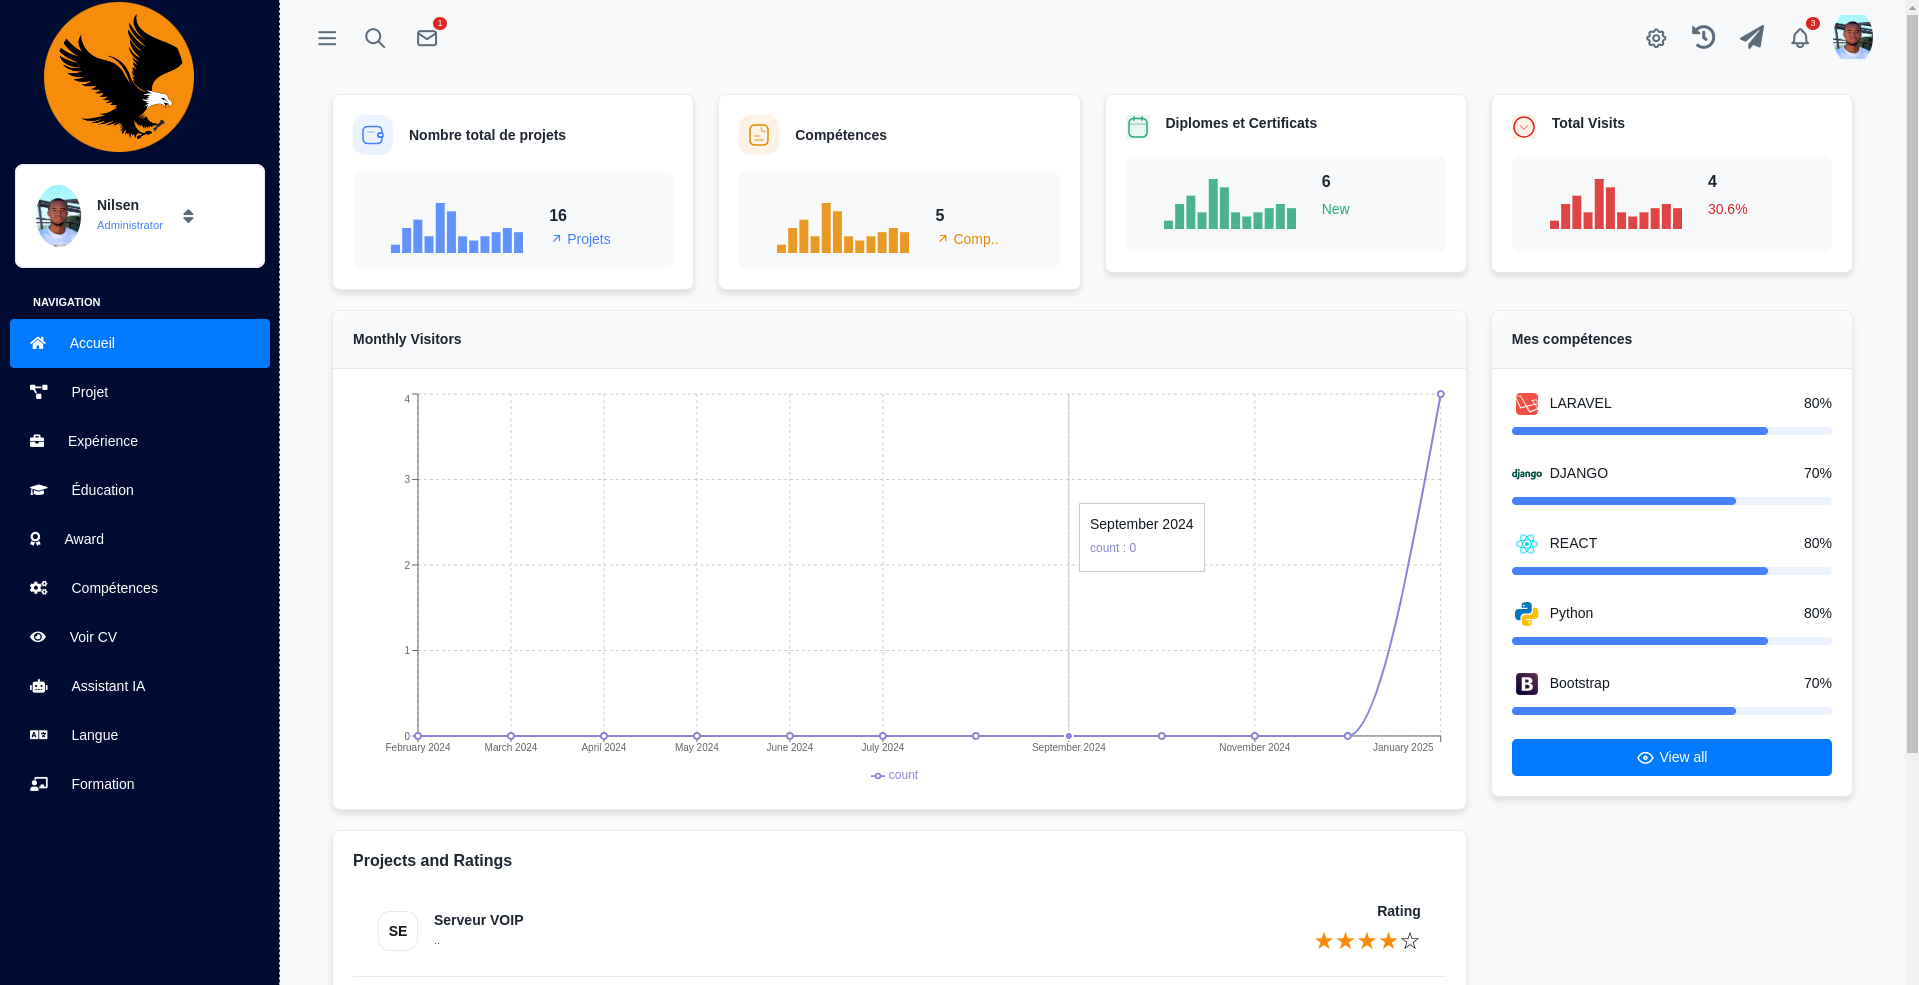 1
3
Nilsen
Administrator
NAVIGATION
Accueil
Projet
Expérience
Éducation
Award
Compétences
Voir CV
Assistant IA
Langue
Formation
Nombre total de projets
16
Projets
Compétences
5
Comp..
Diplomes et Certificats
6
New
Total Visits
4
30.6%
Monthly Visitors
4
3
2
1
0
September 2024
count : 0
February 2024
March 2024
April 2024
May 2024
June 2024
July 2024
September 2024
November 2024
January 2025
count
Mes compétences
LARAVEL 80%
django DJANGO 70%
REACT 80%
Python 80%
B Bootstrap 70%
View all
Projects and Ratings
SE
Serveur VOIP
..
Rating